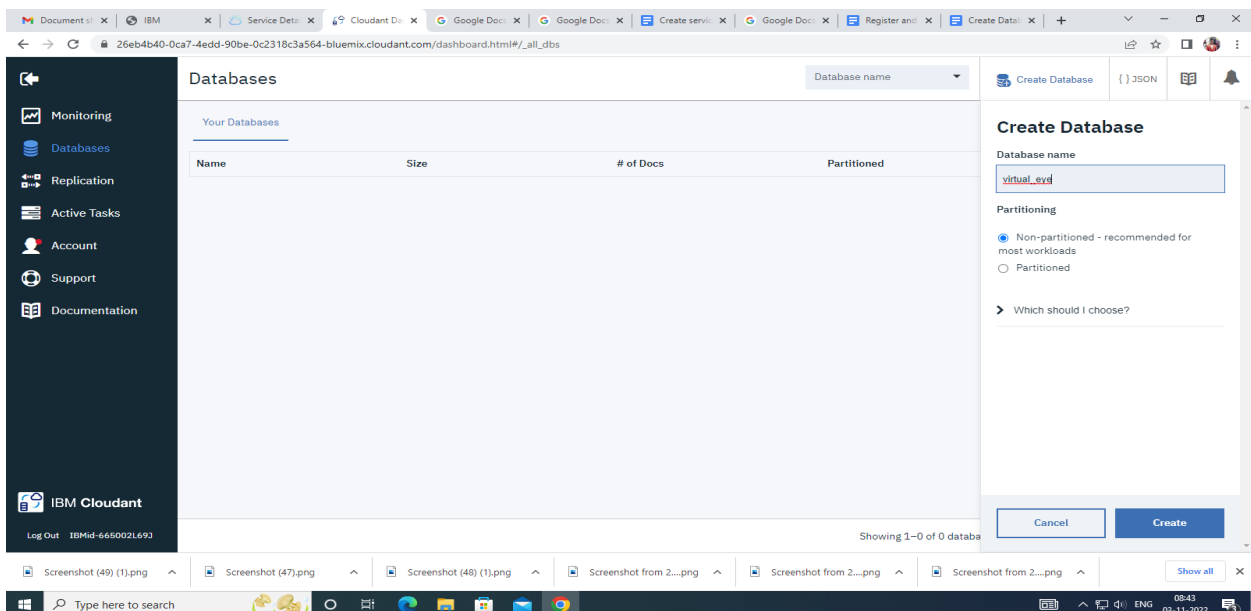 Document sh
IBM
Service Detai
Cloudant Da
Google Docs
Google Docs
Create servic
Google Docs
Register and
Create Datab
26eb4b40-0ca7-4edd-90be-0c2318c3a564-bluemix.cloudant.com/dashboard.html#/_all_dbs
Databases
Database name
Create Database
{ } JSON
Monitoring
Databases
Replication
Active Tasks
Account
Support
Documentation
Your Databases
Name Size # of Docs Partitioned
Create Database
Database name
virtual_eye
Partitioning
Non-partitioned - recommended for
most workloads
Partitioned
Which should I choose?
Cancel Create
IBM Cloudant
Log Out IBMid-665002L69J
Showing 1–0 of 0 databa
Screenshot (49) (1).png
Screenshot (47).png
Screenshot (48) (1).png
Screenshot from 2....png
Screenshot from 2....png
Screenshot from 2....png
Show all
Type here to search
ENG
08:43
03-11-2022